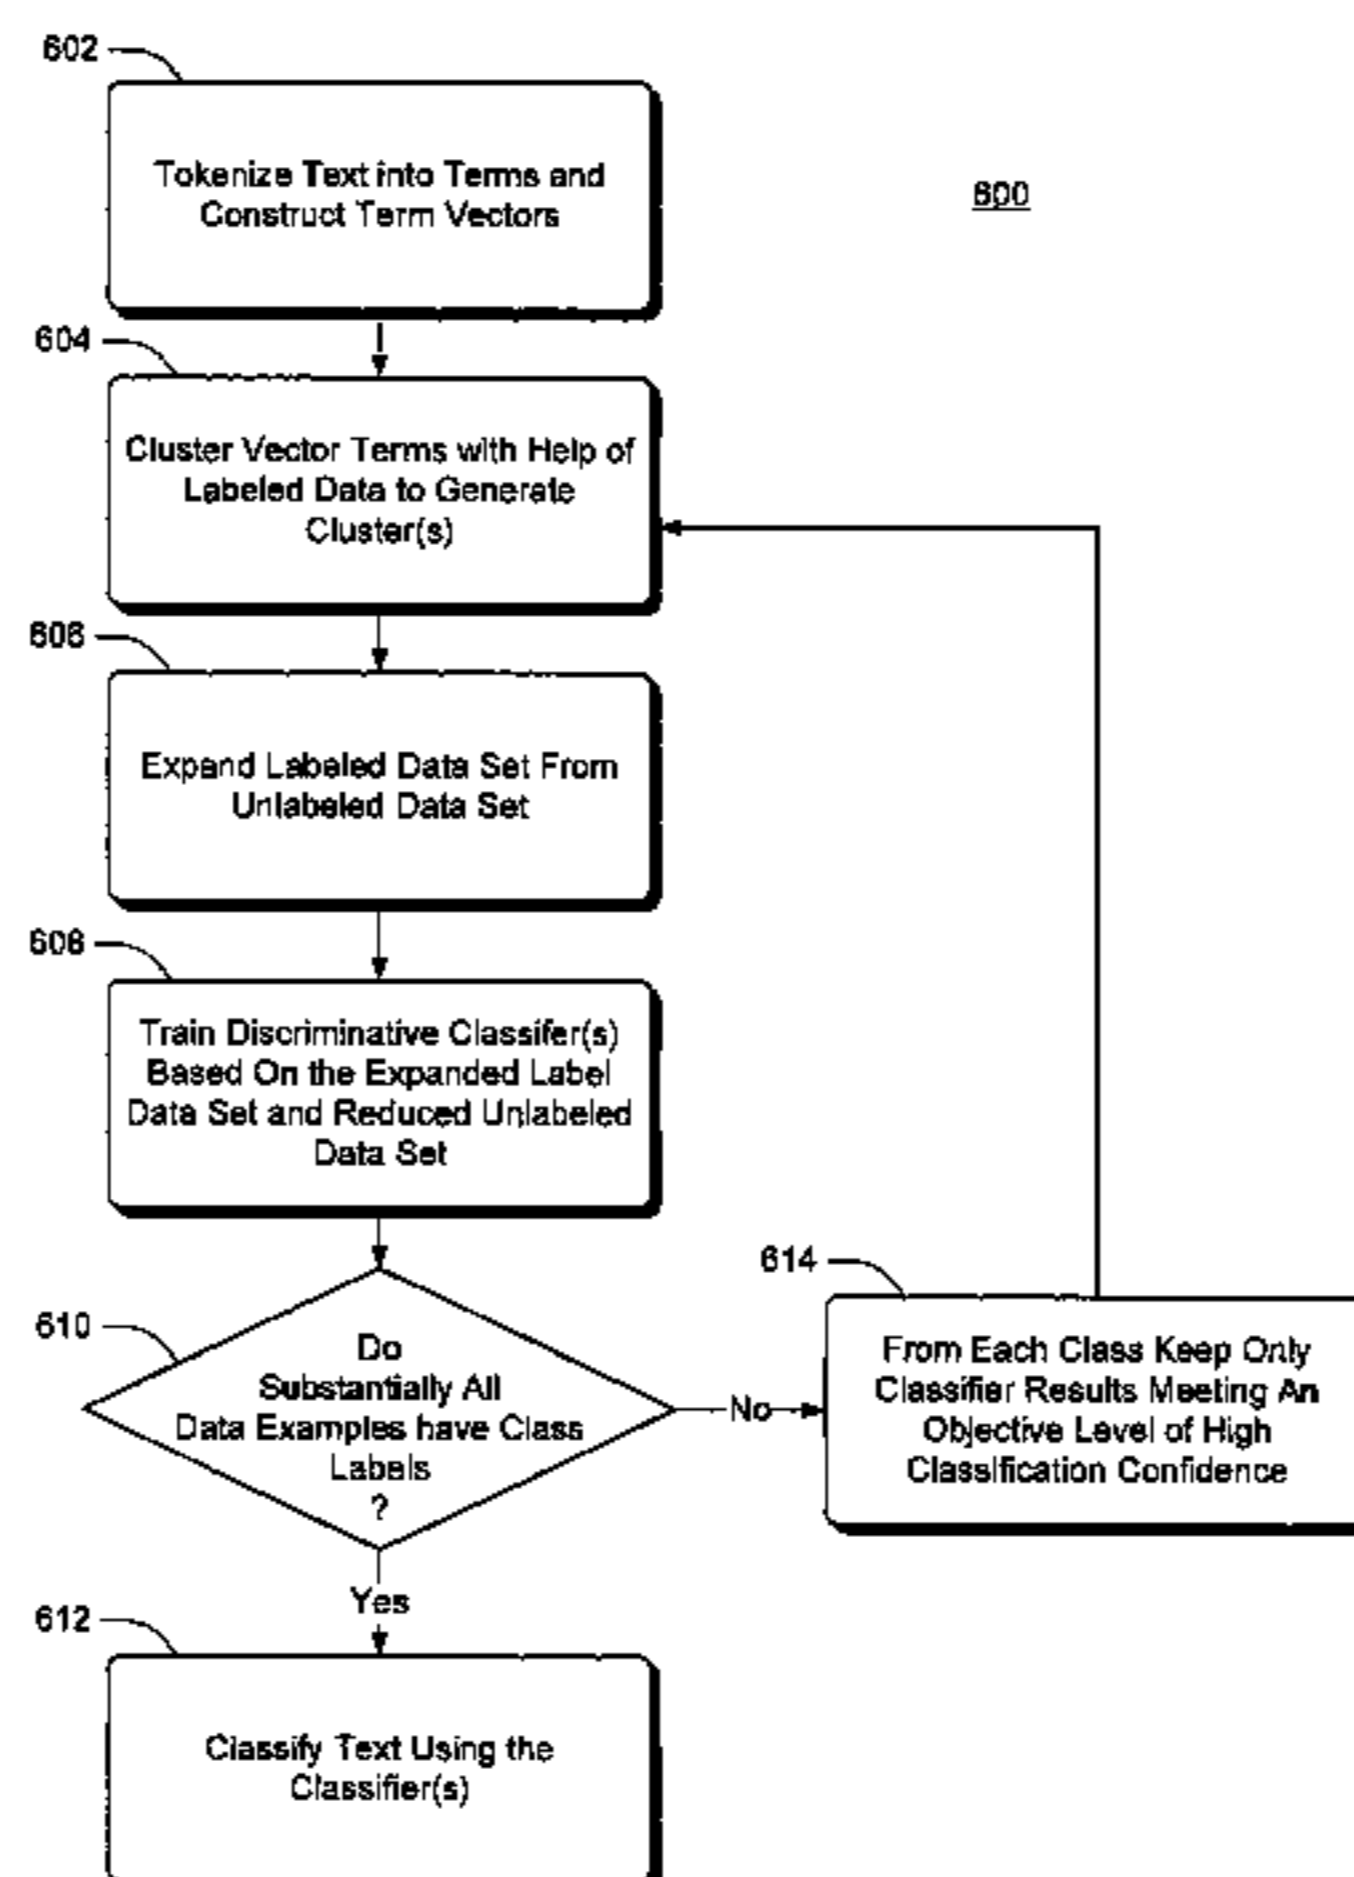 602
Tokenize Text into Terms and
Construct Term Vectors
600
604
Cluster Vector Terms with Help of
Labeled Data to Generate
Cluster(s)
606
Expand Labeled Data Set From
Unlabeled Data Set
608
Train Discriminative Classifer(s)
Based On the Expanded Label
Data Set and Reduced Unlabeled
Data Set
610
Do
Substantially All
Data Examples have Class
Labels
?
No
614
From Each Class Keep Only
Classifier Results Meeting An
Objective Level of High
Classification Confidence
Yes
612
Classify Text Using the
Classifier(s)